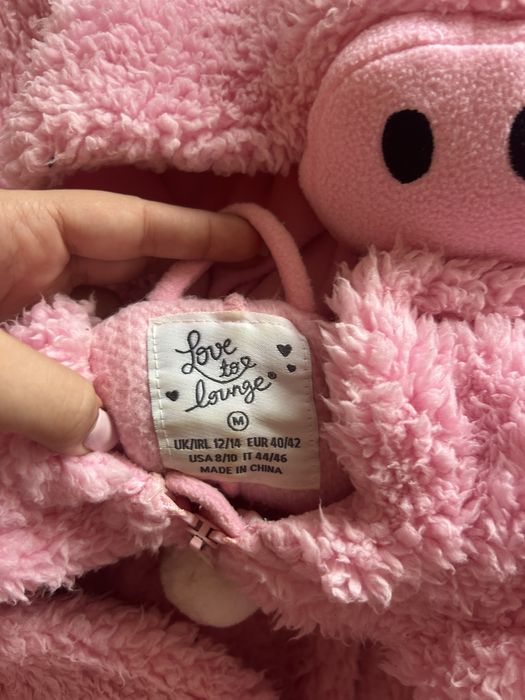 Love
to
lounge®
M
UK/IRL 12/14 EUR 40/42
USA 8/10 IT 44/46
MADE IN CHINA